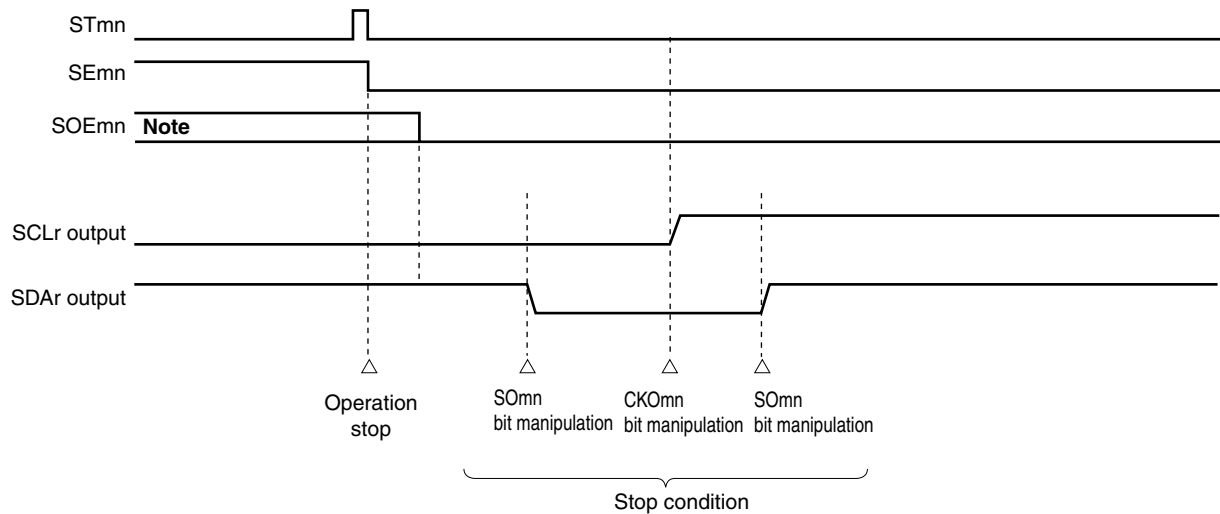 STmn
SEmn
SOEmn Note
SCLr output
SDAr output
Operation
stop
SOmn
bit manipulation
CKOmn
bit manipulation
SOmn
bit manipulation
Stop condition